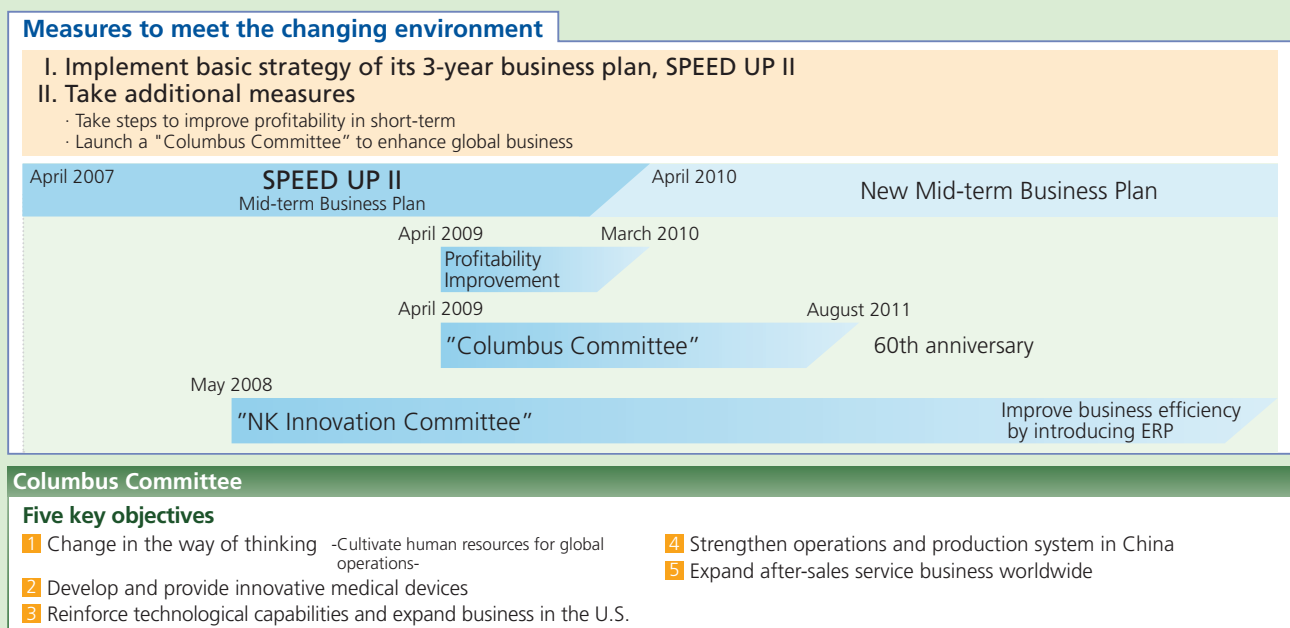 Measures to meet the changing environment
I. Implement basic strategy of its 3-year business plan, SPEED UP II
II. Take additional measures
· Take steps to improve profitability in short-term
· Launch a "Columbus Committee” to enhance global business
April 2007
SPEED UP II
Mid-term Business Plan
April 2010
New Mid-term Business Plan
April 2009
March 2010
Profitability
Improvement
April 2009
August 2011
”Columbus Committee”
60th anniversary
May 2008
”NK Innovation Committee”
Improve business efficiency
by introducing ERP
Columbus Committee
Five key objectives
1 Change in the way of thinking -Cultivate human resources for global
operations-
2 Develop and provide innovative medical devices
3 Reinforce technological capabilities and expand business in the U.S.
4 Strengthen operations and production system in China
5 Expand after-sales service business worldwide